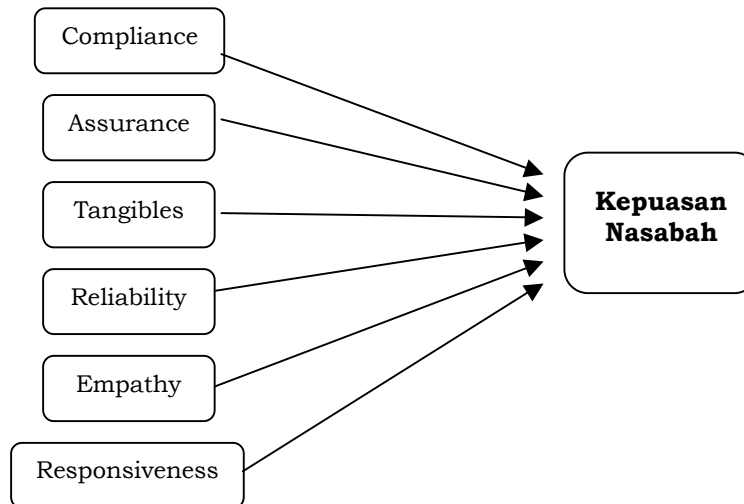 Compliance
Assurance
Tangibles
Reliability
Empathy
Responsiveness
Kepuasan
Nasabah